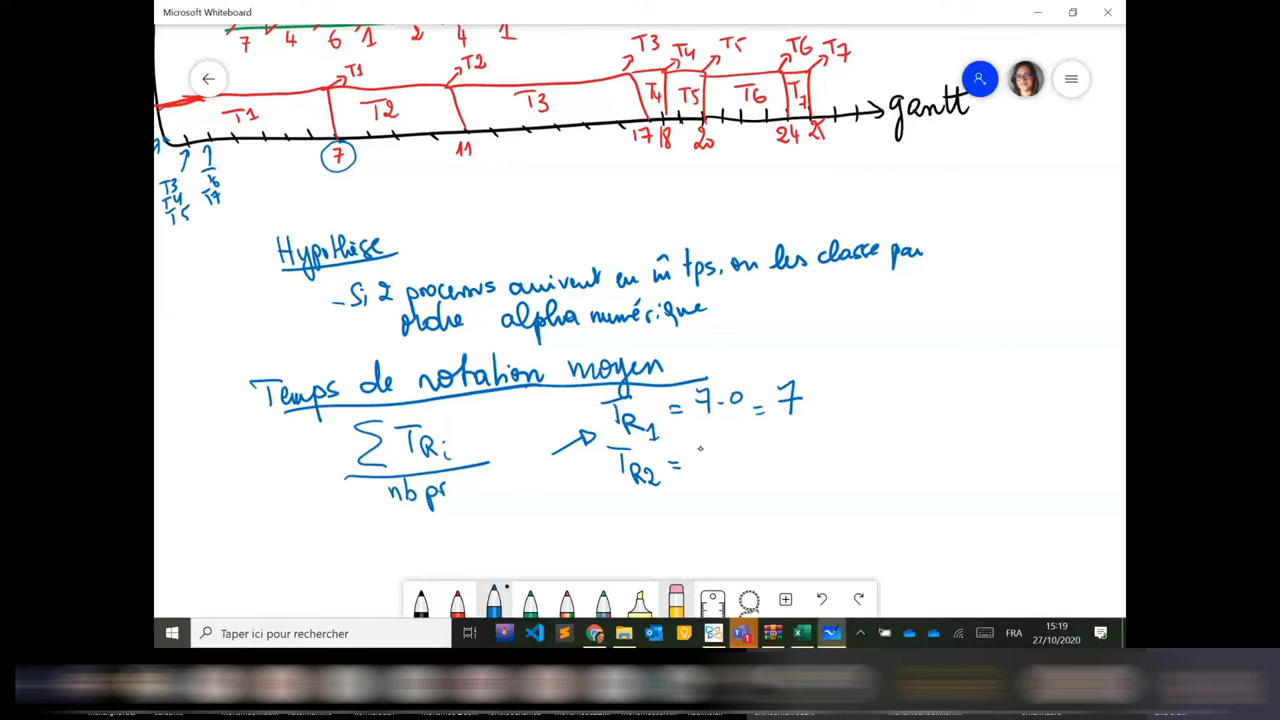 Microsoft Whiteboard
7 4 6 1 2 4 1
T1 T2 T3 T4 T5 T6 T7
T1 T2 T3 T4 T5 T6 T7
gantt
7 11 17 18 20 24 25
T3 T6
T4 T7
T5
Hypothèse
- Si 2 processus arrivent en m̂ tps, on les classe par
ordre alpha numérique
Temps de rotation moyen
TR1 = 7-0 = 7
∑ TRi
TR2 =
nb pr
Taper ici pour rechercher
FRA
15:19
27/10/2020